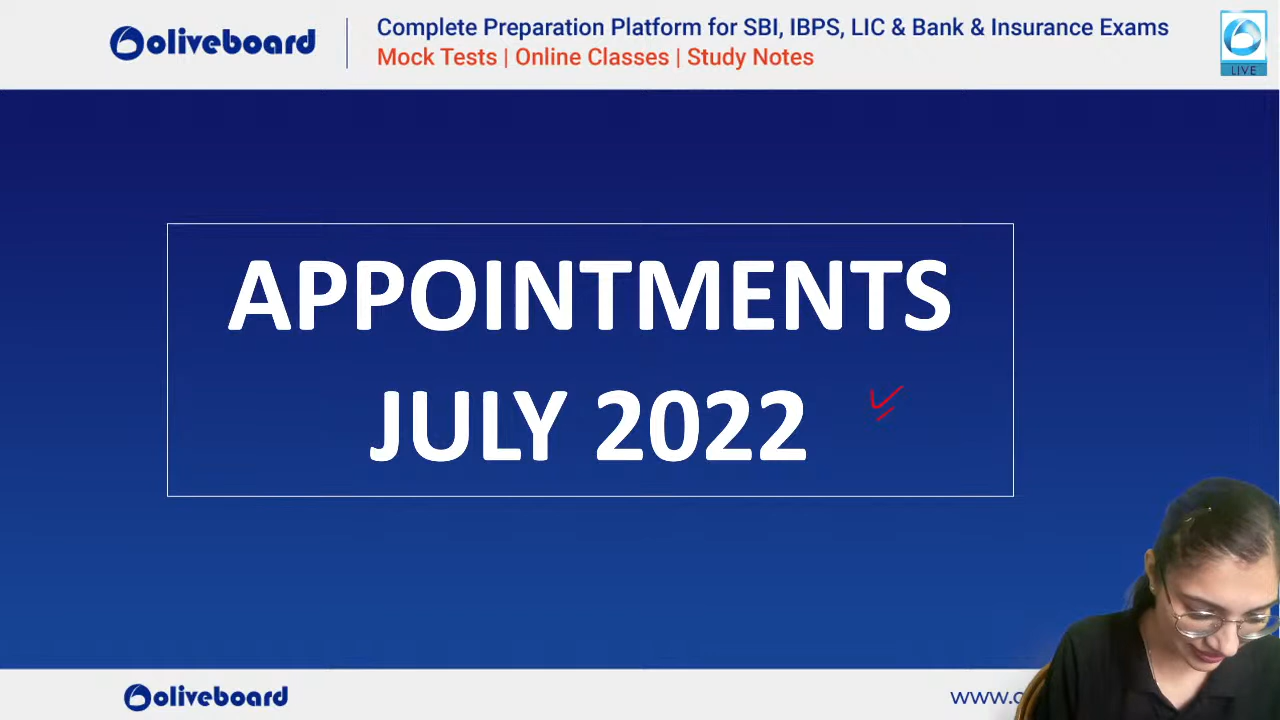 oliveboard
Complete Preparation Platform for SBI, IBPS, LIC & Bank & Insurance Exams
Mock Tests | Online Classes | Study Notes
LIVE
APPOINTMENTS
JULY 2022
oliveboard
www.